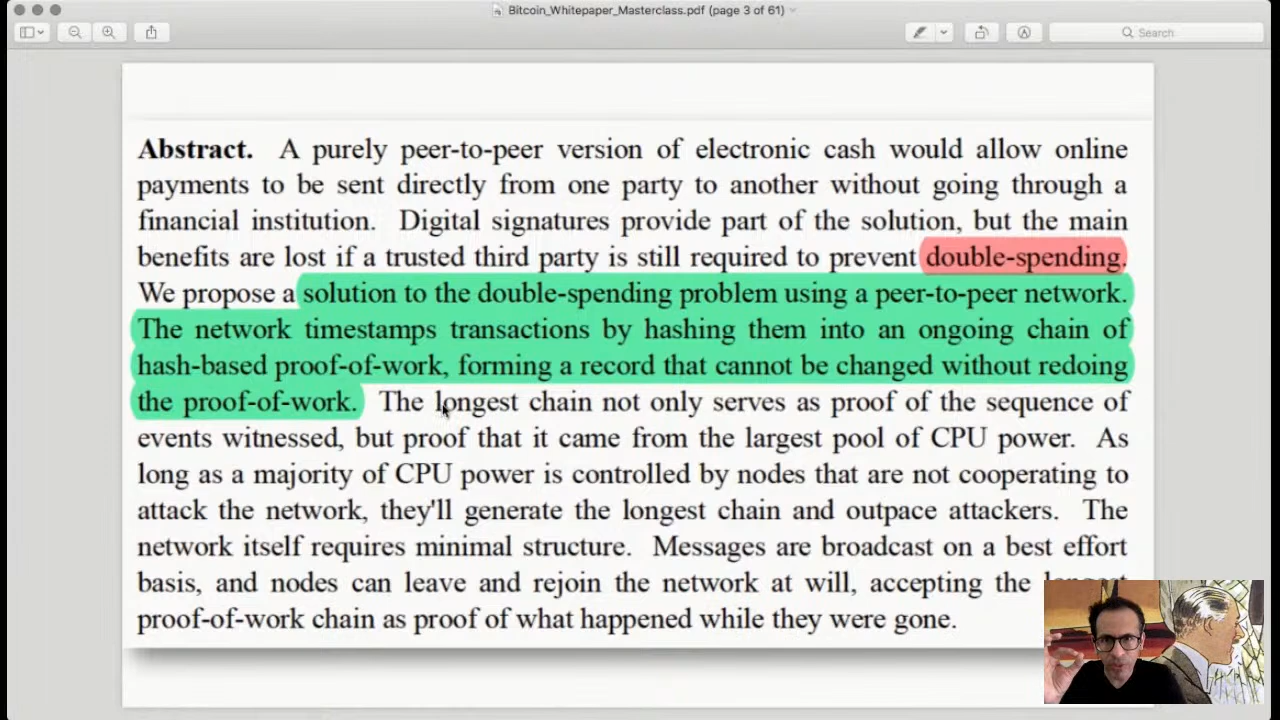 Bitcoin_Whitepaper_Masterclass.pdf (page 3 of 61)
Search
Abstract. A purely peer-to-peer version of electronic cash would allow online
payments to be sent directly from one party to another without going through a
financial institution. Digital signatures provide part of the solution, but the main
benefits are lost if a trusted third party is still required to prevent double-spending.
We propose a solution to the double-spending problem using a peer-to-peer network.
The network timestamps transactions by hashing them into an ongoing chain of
hash-based proof-of-work, forming a record that cannot be changed without redoing
the proof-of-work. The longest chain not only serves as proof of the sequence of
events witnessed, but proof that it came from the largest pool of CPU power. As
long as a majority of CPU power is controlled by nodes that are not cooperating to
attack the network, they'll generate the longest chain and outpace attackers. The
network itself requires minimal structure. Messages are broadcast on a best effort
basis, and nodes can leave and rejoin the network at will, accepting the
proof-of-work chain as proof of what happened while they were gone.